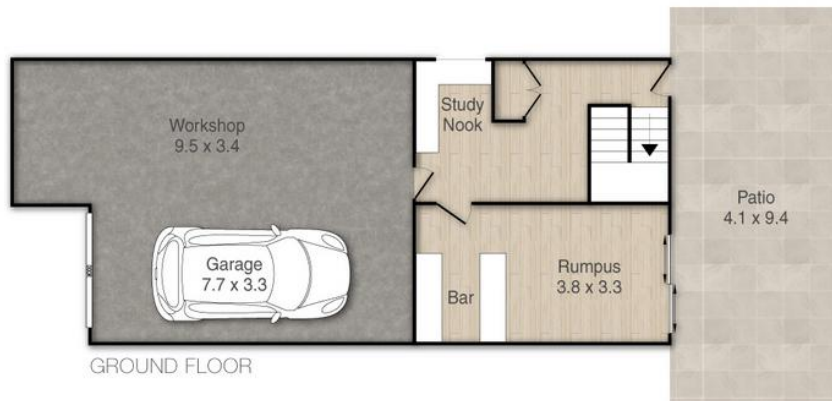 Workshop
9.5 x 3.4
Study
Nook
Patio
4.1 x 9.4
Garage
7.7 x 3.3
Bar
Rumpus
3.8 x 3.3
GROUND FLOOR